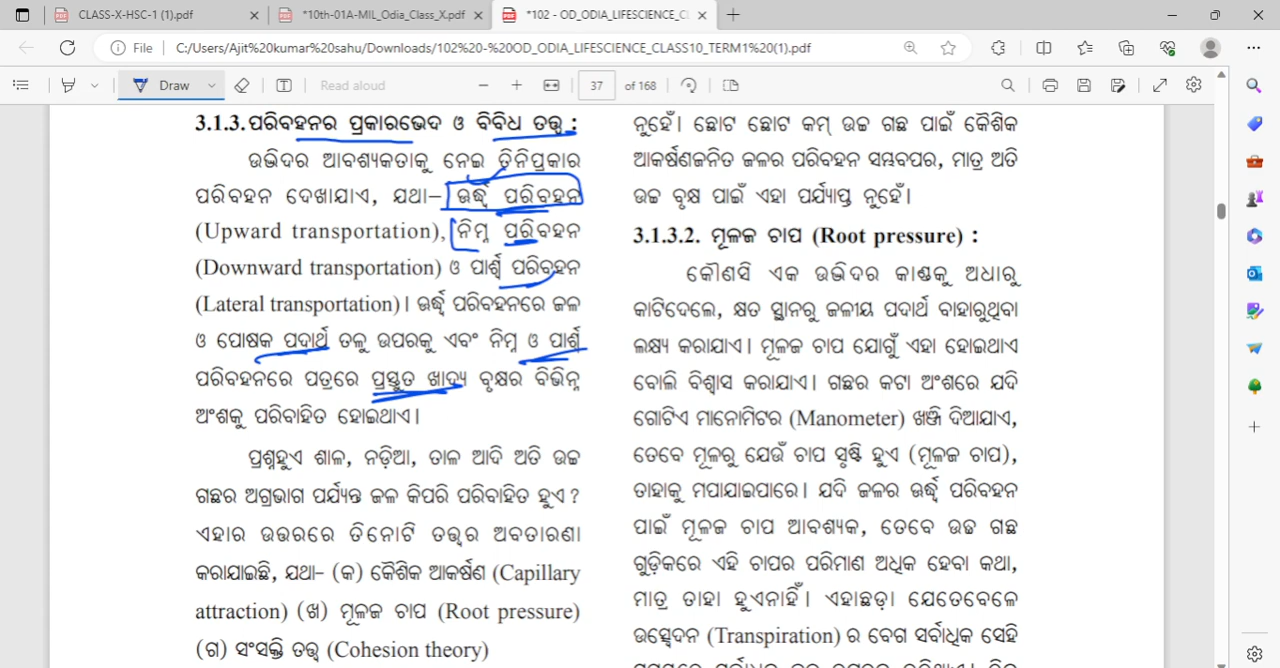 CLASS-X-HSC-1 (1).pdf
*10th-01A-MIL_Odia_Class_X.pdf
*102 - OD_ODIA_LIFESCIENCE_CL
File
C:/Users/Ajit%20kumar%20sahu/Downloads/102%20-%20OD_ODIA_LIFESCIENCE_CLASS10_TERM1%20(1).pdf
Draw
Read aloud
37 of 168
3.1.3. ପରିବହନର ପ୍ରକାରଭେଦ ଓ ବିବିଧ ତତ୍ତ୍ୱ :
ଉଦ୍ଭିଦର ଆବଶ୍ୟକତାକୁ ନେଇ ତିନିପ୍ରକାର
ପରିବହନ ଦେଖାଯାଏ, ଯଥା– ଊର୍ଦ୍ଧ୍ୱ ପରିବହନ
(Upward transportation), ନିମ୍ନ ପରିବହନ
(Downward transportation) ଓ ପାର୍ଶ୍ୱ ପରିବହନ
(Lateral transportation)। ଊର୍ଦ୍ଧ୍ୱ ପରିବହନରେ ଜଳ
ଓ ପୋଷକ ପଦାର୍ଥ ତଳୁ ଉପରକୁ ଏବଂ ନିମ୍ନ ଓ ପାର୍ଶ୍ୱ
ପରିବହନରେ ପତ୍ରରେ ପ୍ରସ୍ତୁତ ଖାଦ୍ୟ ବୃକ୍ଷର ବିଭିନ୍ନ
ଅଂଶକୁ ପରିବାହିତ ହୋଇଥାଏ।
ପ୍ରଶ୍ନହୁଏ ଶାଳ, ନଡ଼ିଆ, ତାଳ ଆଦି ଅତି ଉଚ୍ଚ
ଗଛର ଅଗ୍ରଭାଗ ପର୍ଯ୍ୟନ୍ତ ଜଳ କିପରି ପରିବାହିତ ହୁଏ ?
ଏହାର ଉତ୍ତରରେ ତିନୋଟି ତତ୍ତ୍ୱର ଅବତାରଣା
କରାଯାଇଛି, ଯଥା– (କ) କୈଶିକ ଆକର୍ଷଣ (Capillary
attraction) (ଖ) ମୂଳଜ ଚାପ (Root pressure)
(ଗ) ସଂସକ୍ତି ତତ୍ତ୍ୱ (Cohesion theory)
ନୁହେଁ। ଛୋଟ ଛୋଟ କମ୍ ଉଚ୍ଚ ଗଛ ପାଇଁ କୈଶିକ
ଆକର୍ଷଣଜନିତ ଜଳର ପରିବହନ ସମ୍ଭବପର, ମାତ୍ର ଅତି
ଉଚ୍ଚ ବୃକ୍ଷ ପାଇଁ ଏହା ପର୍ଯ୍ୟାପ୍ତ ନୁହେଁ।
3.1.3.2. ମୂଳଜ ଚାପ (Root pressure) :
କୌଣସି ଏକ ଉଦ୍ଭିଦର କାଣ୍ଡକୁ ଅଧାରୁ
କାଟିଦେଲେ, କ୍ଷତ ସ୍ଥାନରୁ ଜଳୀୟ ପଦାର୍ଥ ବାହାରୁଥିବା
ଲକ୍ଷ୍ୟ କରାଯାଏ। ମୂଳଜ ଚାପ ଯୋଗୁଁ ଏହା ହୋଇଥାଏ
ବୋଲି ବିଶ୍ୱାସ କରାଯାଏ। ଗଛର କଟା ଅଂଶରେ ଯଦି
ଗୋଟିଏ ମାନୋମିଟର (Manometer) ଖଞ୍ଜି ଦିଆଯାଏ,
ତେବେ ମୂଳରୁ ଯେଉଁ ଚାପ ସୃଷ୍ଟି ହୁଏ (ମୂଳଜ ଚାପ),
ତାହାକୁ ମପାଯାଇପାରେ। ଯଦି ଜଳର ଊର୍ଦ୍ଧ୍ୱ ପରିବହନ
ପାଇଁ ମୂଳଜ ଚାପ ଆବଶ୍ୟକ, ତେବେ ଉଚ୍ଚ ଗଛ
ଗୁଡ଼ିକରେ ଏହି ଚାପର ପରିମାଣ ଅଧିକ ହେବା କଥା,
ମାତ୍ର ତାହା ହୁଏନାହିଁ। ଏହାଛଡ଼ା ଯେତେବେଳେ
ଉତ୍ସ୍ୱେଦନ (Transpiration) ର ବେଗ ସର୍ବାଧିକ ସେହି